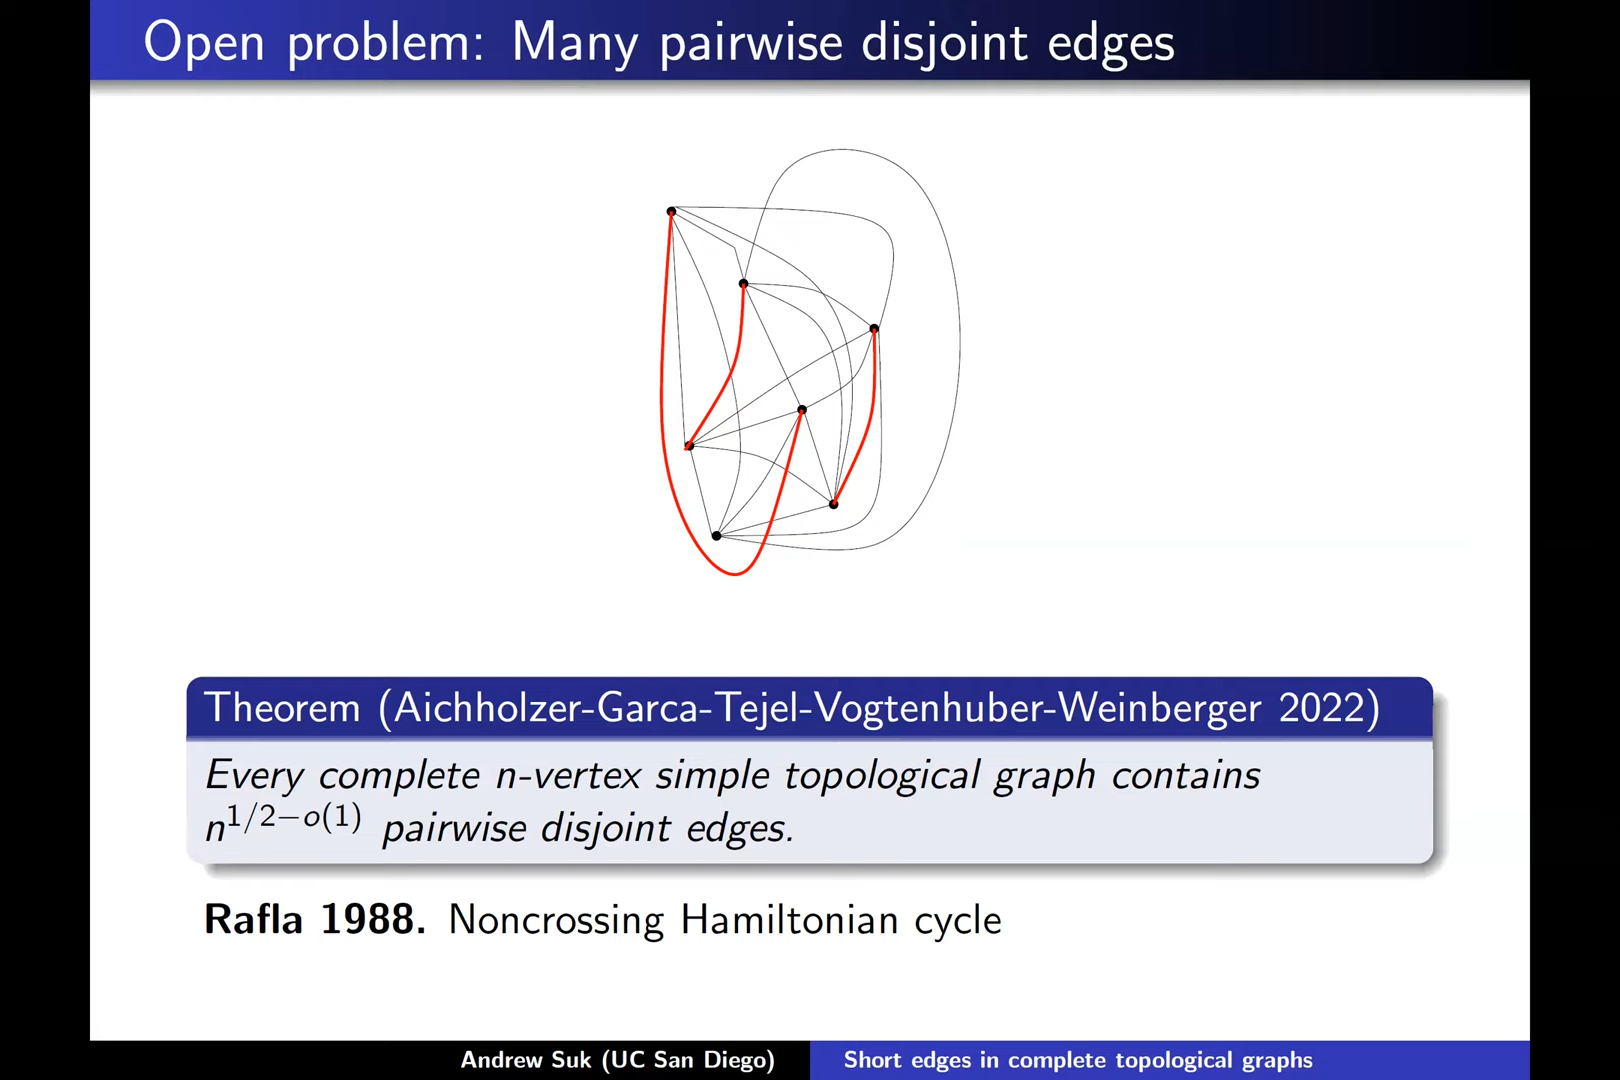 Open problem: Many pairwise disjoint edges
Theorem (Aichholzer-Garca-Tejel-Vogtenhuber-Weinberger 2022)
Every complete n-vertex simple topological graph contains
n^{1/2−o(1)} pairwise disjoint edges.
Rafla 1988. Noncrossing Hamiltonian cycle
Andrew Suk (UC San Diego)
Short edges in complete topological graphs